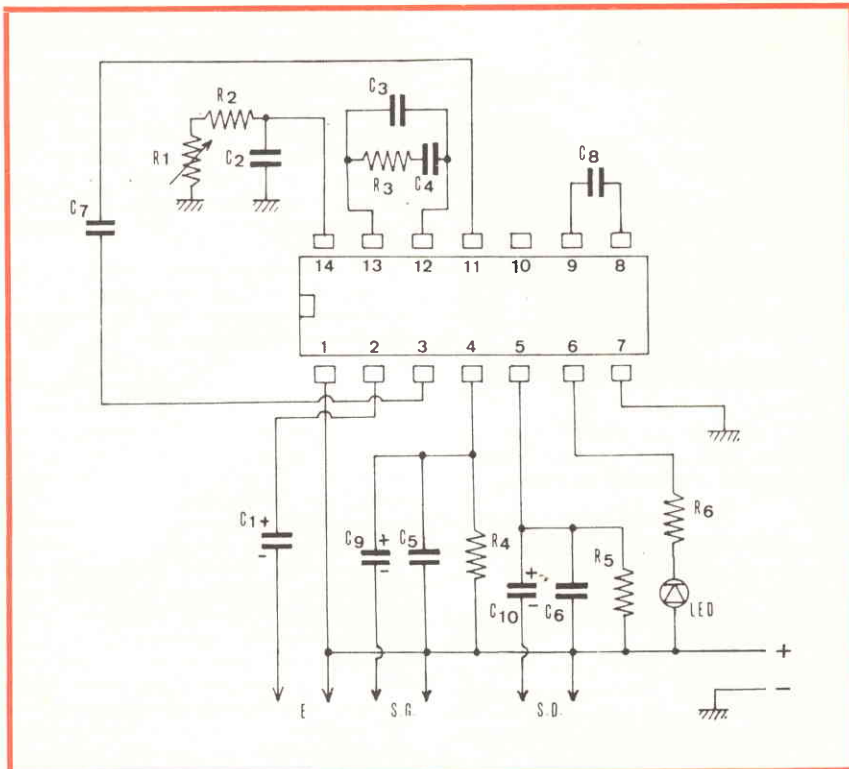 C3
R2
R1
C2
R3
C4
C8
C7
14 13 12 11 10 9 8
1 2 3 4 5 6 7
C1 +
-
C9 +
-
C5
R4
+
-
C10
C6
R5
R6
LED
+
-
E S.G. S.D.